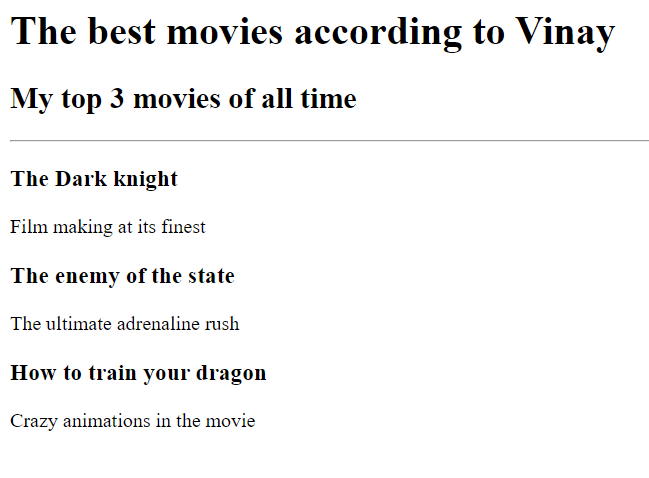 The best movies according to Vinay
My top 3 movies of all time
The Dark knight
Film making at its finest
The enemy of the state
The ultimate adrenaline rush
How to train your dragon
Crazy animations in the movie